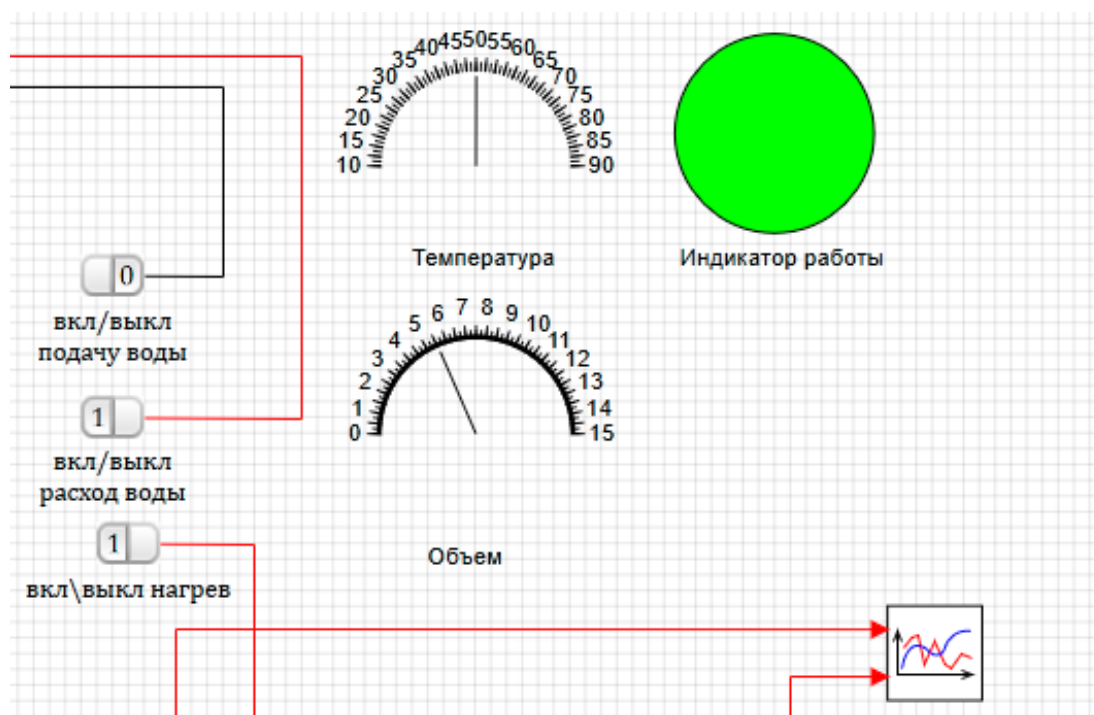 10 15 20 25 30 35 40 45 50 55 60 65 70 75 80 85 90
Температура
Индикатор работы
0
вкл/выкл
подачу воды
0 1 2 3 4 5 6 7 8 9 10 11 12 13 14 15
1
вкл/выкл
расход воды
1
вкл\выкл нагрев
Объем